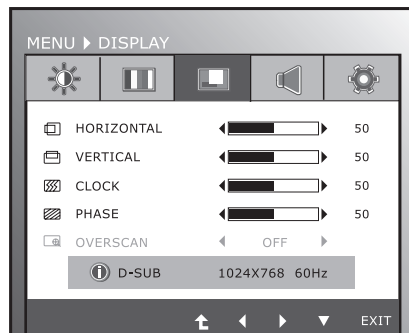 MENU DISPLAY
HORIZONTAL 50
VERTICAL 50
CLOCK 50
PHASE 50
OVERSCAN OFF
D-SUB 1024X768 60Hz
EXIT